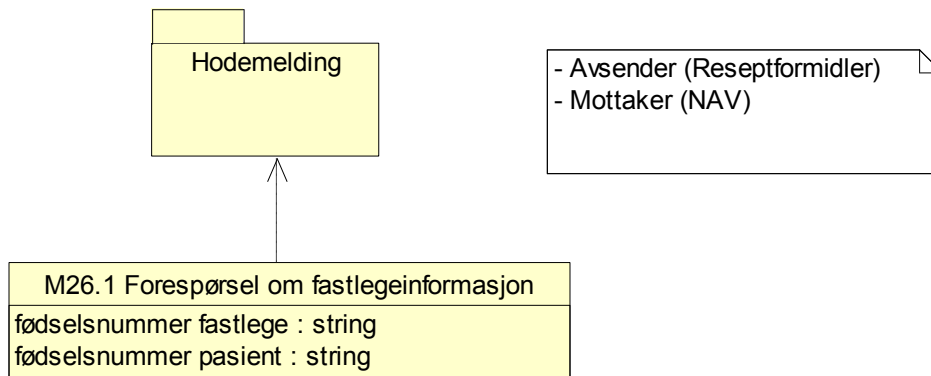 Hodemelding
- Avsender (Reseptformidler)
- Mottaker (NAV)
M26.1 Forespørsel om fastlegeinformasjon
fødselsnummer fastlege : string
fødselsnummer pasient : string